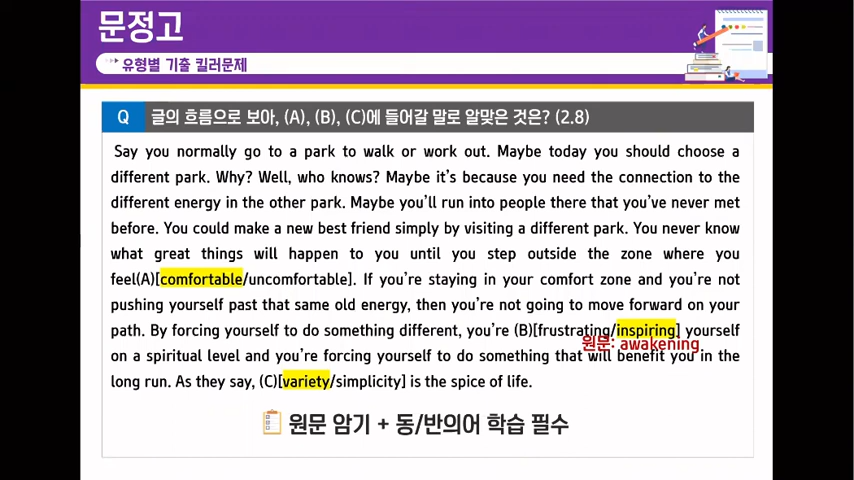 문정고
유형별 기출 킬러문제
Q 글의 흐름으로 보아, (A), (B), (C)에 들어갈 말로 알맞은 것은? (2.8)
Say you normally go to a park to walk or work out. Maybe today you should choose a
different park. Why? Well, who knows? Maybe it's because you need the connection to the
different energy in the other park. Maybe you'll run into people there that you've never met
before. You could make a new best friend simply by visiting a different park. You never know
what great things will happen to you until you step outside the zone where you
feel(A)[comfortable/uncomfortable]. If you're staying in your comfort zone and you're not
pushing yourself past that same old energy, then you're not going to move forward on your
path. By forcing yourself to do something different, you're (B)[frustrating/inspiring] yourself
원문: awakening
on a spiritual level and you're forcing yourself to do something that will benefit you in the
long run. As they say, (C)[variety/simplicity] is the spice of life.
원문 암기 + 동/반의어 학습 필수